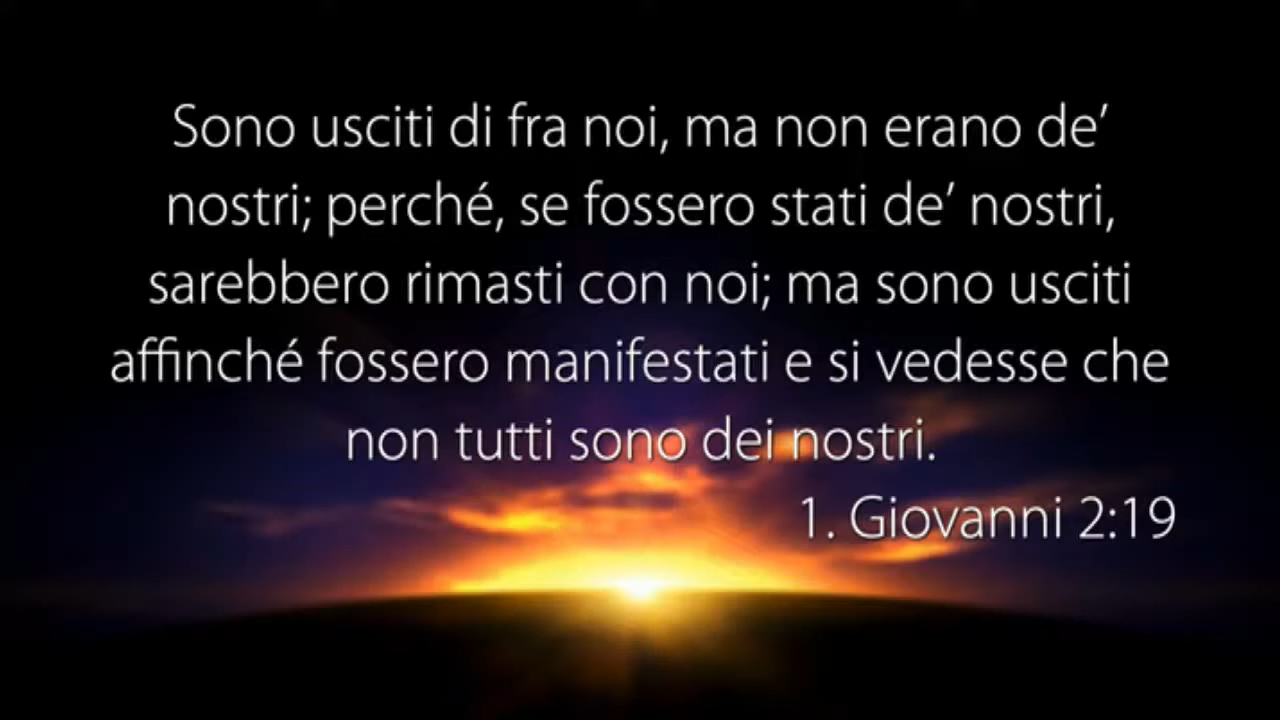 Sono usciti di fra noi, ma non erano de’
nostri; perché, se fossero stati de’ nostri,
sarebbero rimasti con noi; ma sono usciti
affinché fossero manifestati e si vedesse che
non tutti sono dei nostri.
1. Giovanni 2:19